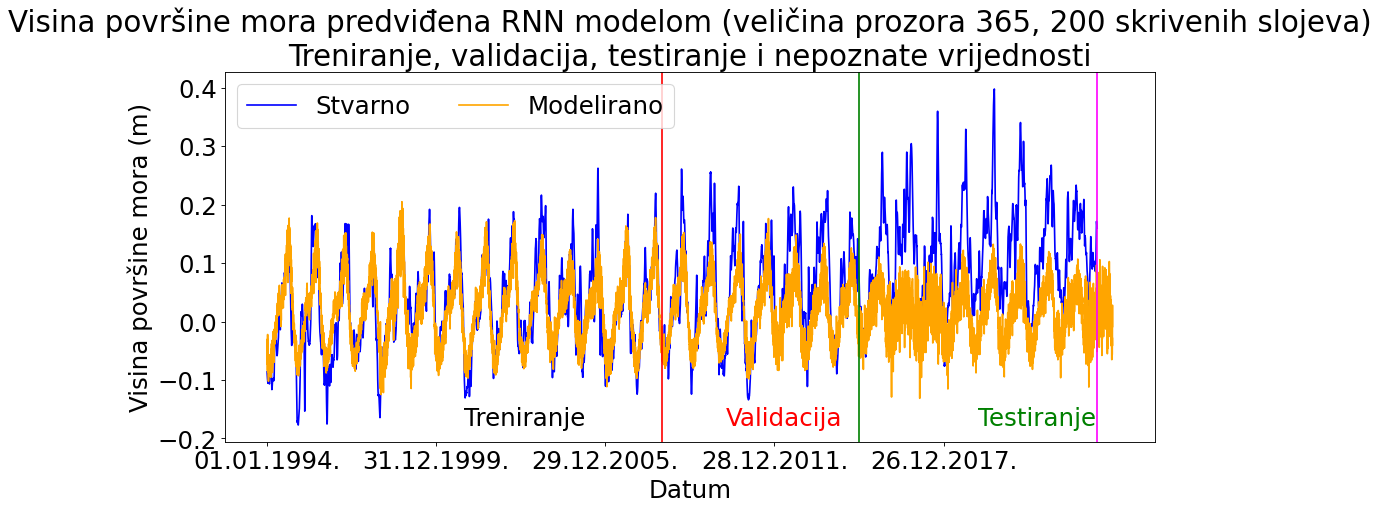 Visina površine mora predviđena RNN modelom (veličina prozora 365, 200 skrivenih slojeva)
Treniranje, validacija, testiranje i nepoznate vrijednosti
Stvarno Modelirano
Visina površine mora (m)
0.4
0.3
0.2
0.1
0.0
−0.1
−0.2
Treniranje Validacija Testiranje
01.01.1994. 31.12.1999. 29.12.2005. 28.12.2011. 26.12.2017.
Datum